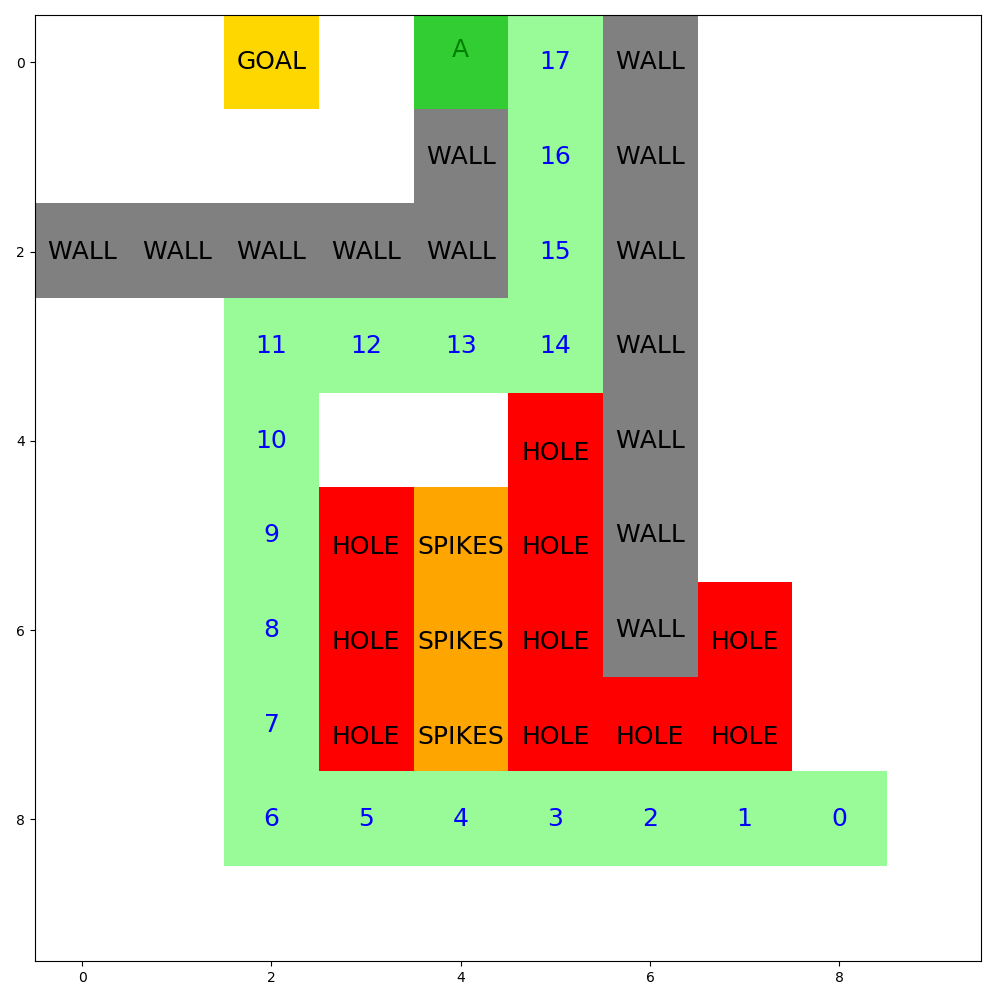 GOAL A 17 WALL
0
WALL 16 WALL
2 WALL WALL WALL WALL WALL 15 WALL
11 12 13 14 WALL
4 10 HOLE WALL
9 HOLE SPIKES HOLE WALL
6 8 HOLE SPIKES HOLE WALL HOLE
7 HOLE SPIKES HOLE HOLE HOLE
8 6 5 4 3 2 1 0
0 2 4 6 8